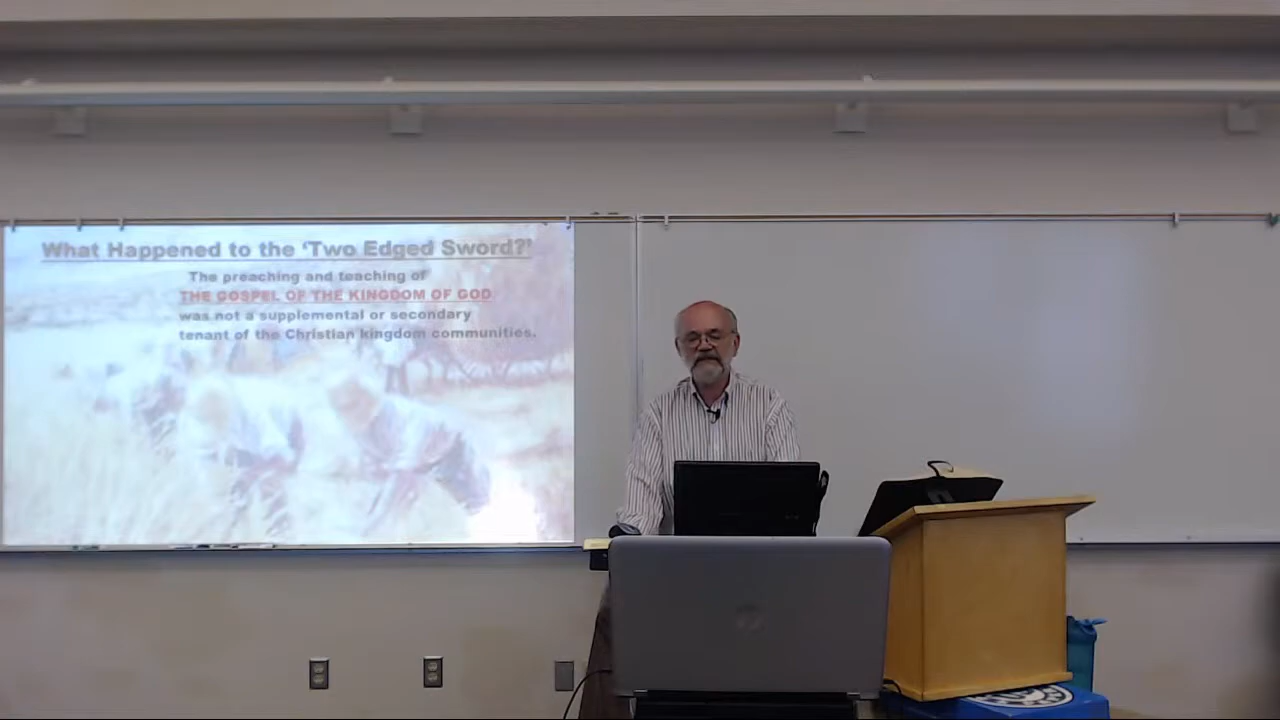 What Happened to the 'Two Edged Sword?'
The preaching and teaching of
THE GOSPEL OF THE KINGDOM OF GOD
was not a supplemental or secondary
tenant of the Christian kingdom communities.
hp